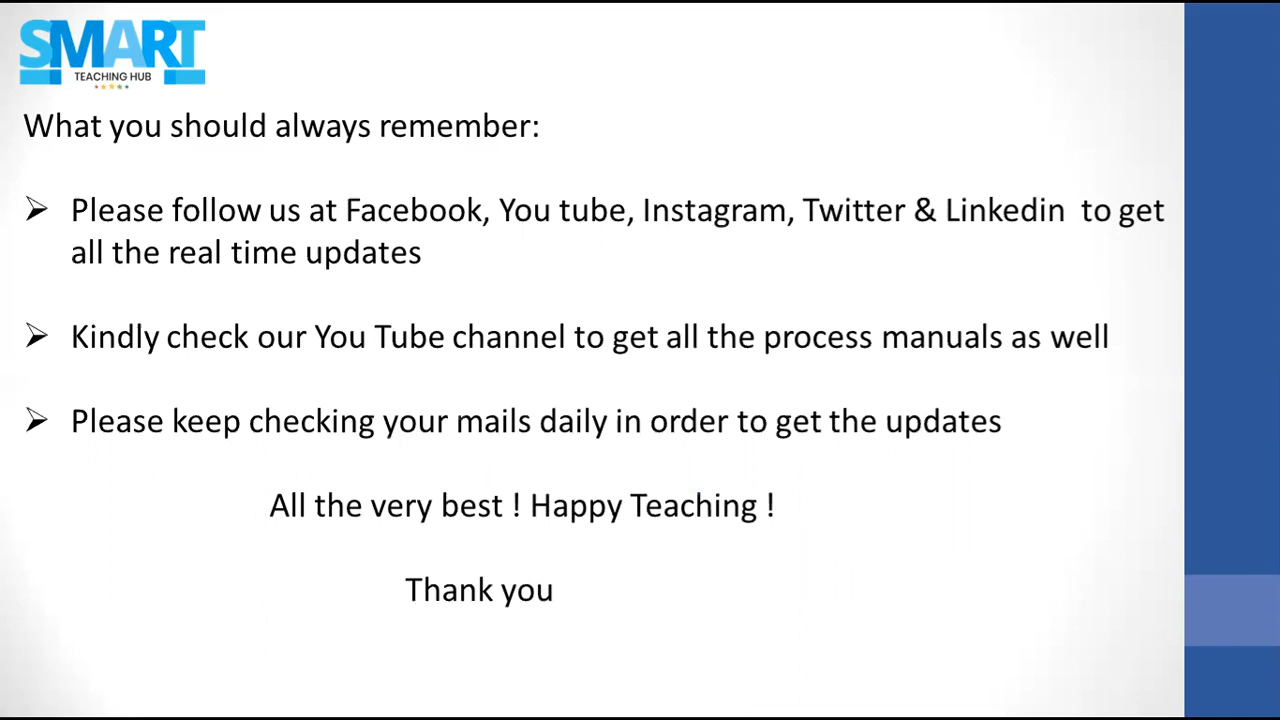 SMART
TEACHING HUB
What you should always remember:
➢ Please follow us at Facebook, You tube, Instagram, Twitter & Linkedin  to get
all the real time updates
➢ Kindly check our You Tube channel to get all the process manuals as well
➢ Please keep checking your mails daily in order to get the updates
All the very best ! Happy Teaching !
Thank you